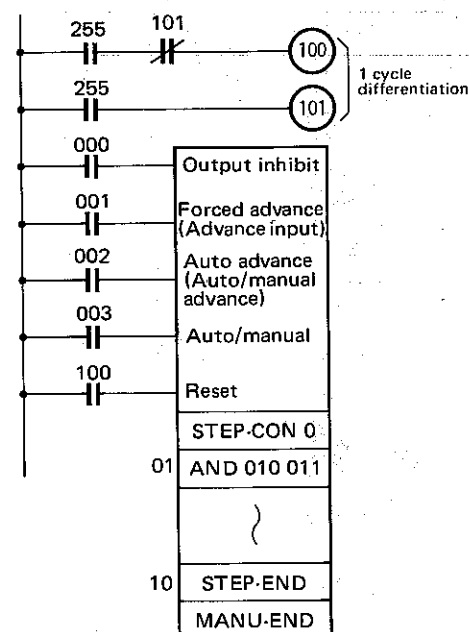 255 101
100
1 cycle
differentiation
255
101
000
Output inhibit
001
Forced advance
(Advance input)
002
Auto advance
(Auto/manual
advance)
003
Auto/manual
100
Reset
STEP·CON 0
01 AND 010 011
10 STEP·END
MANU·END